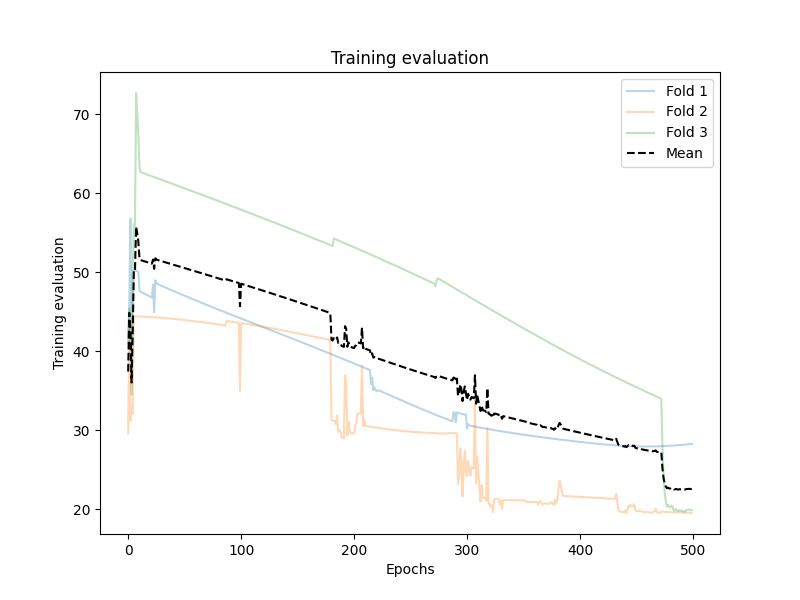 Training evaluation
Fold 1
Fold 2
Fold 3
Mean
Training evaluation
70
60
50
40
30
20
0
100
200
300
400
500
Epochs